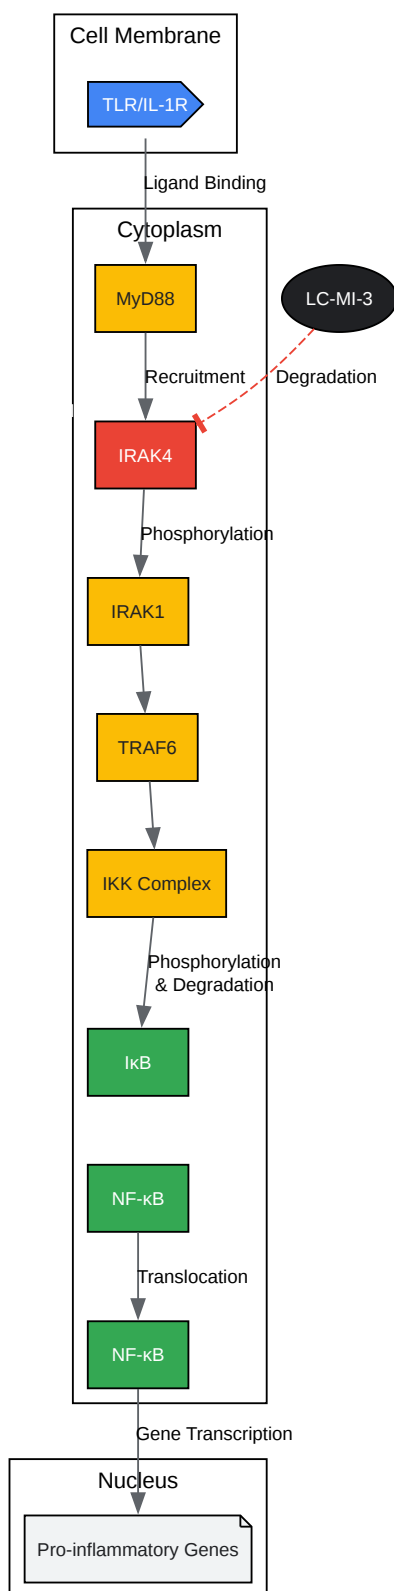 Cell Membrane
TLR/IL-1R
Ligand Binding
Cytoplasm
MyD88
LC-MI-3
Recruitment
Degradation
IRAK4
Phosphorylation
IRAK1
TRAF6
IKK Complex
Phosphorylation
& Degradation
IκB
NF-κB
Translocation
NF-κB
Gene Transcription
Nucleus
Pro-inflammatory Genes